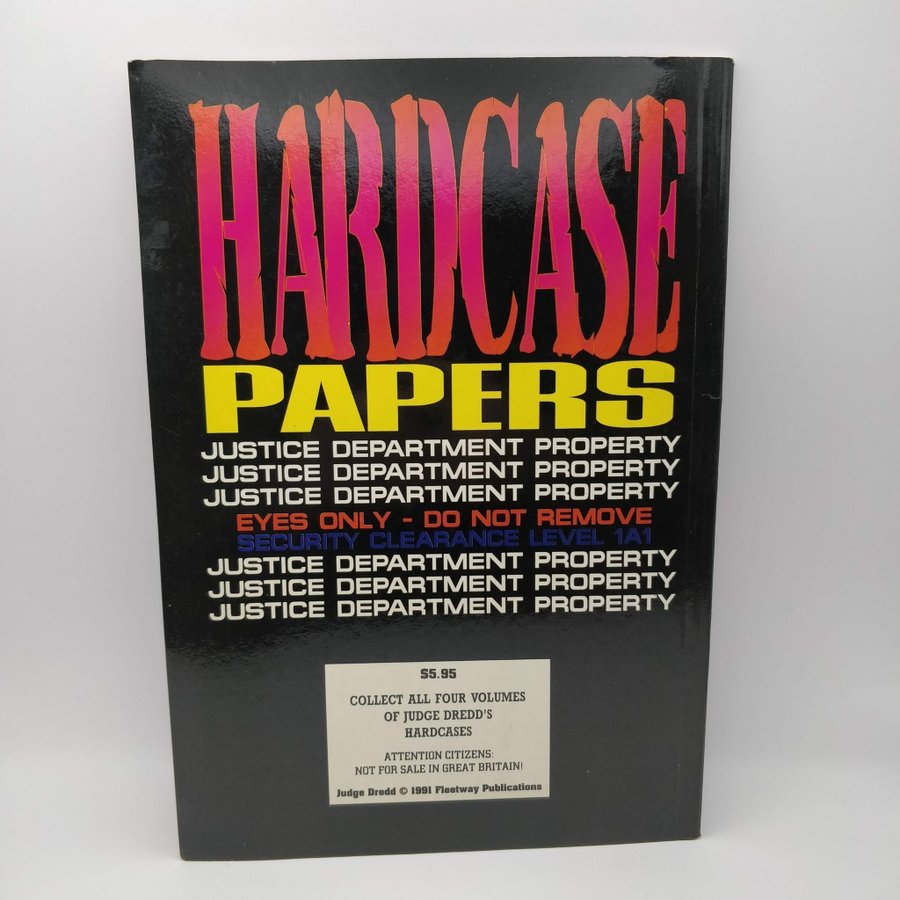 HARDCASE
PAPERS
JUSTICE DEPARTMENT PROPERTY
JUSTICE DEPARTMENT PROPERTY
JUSTICE DEPARTMENT PROPERTY
EYES ONLY - DO NOT REMOVE
SECURITY CLEARANCE LEVEL 1A1
JUSTICE DEPARTMENT PROPERTY
JUSTICE DEPARTMENT PROPERTY
JUSTICE DEPARTMENT PROPERTY
$5.95
COLLECT ALL FOUR VOLUMES
OF JUDGE DREDD'S
HARDCASES
ATTENTION CITIZENS:
NOT FOR SALE IN GREAT BRITAIN!
Judge Dredd © 1991 Fleetway Publications